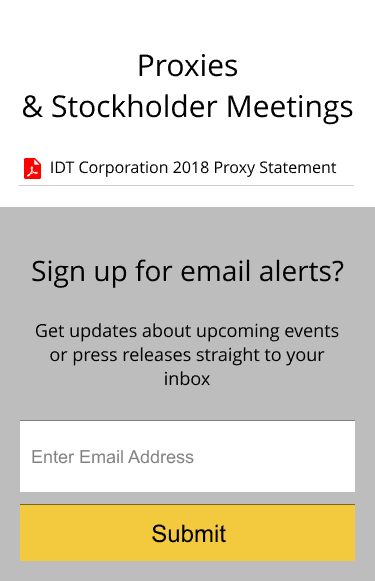 Proxies
& Stockholder Meetings
IDT Corporation 2018 Proxy Statement
Sign up for email alerts?
Get updates about upcoming events
or press releases straight to your
inbox
Enter Email Address
Submit